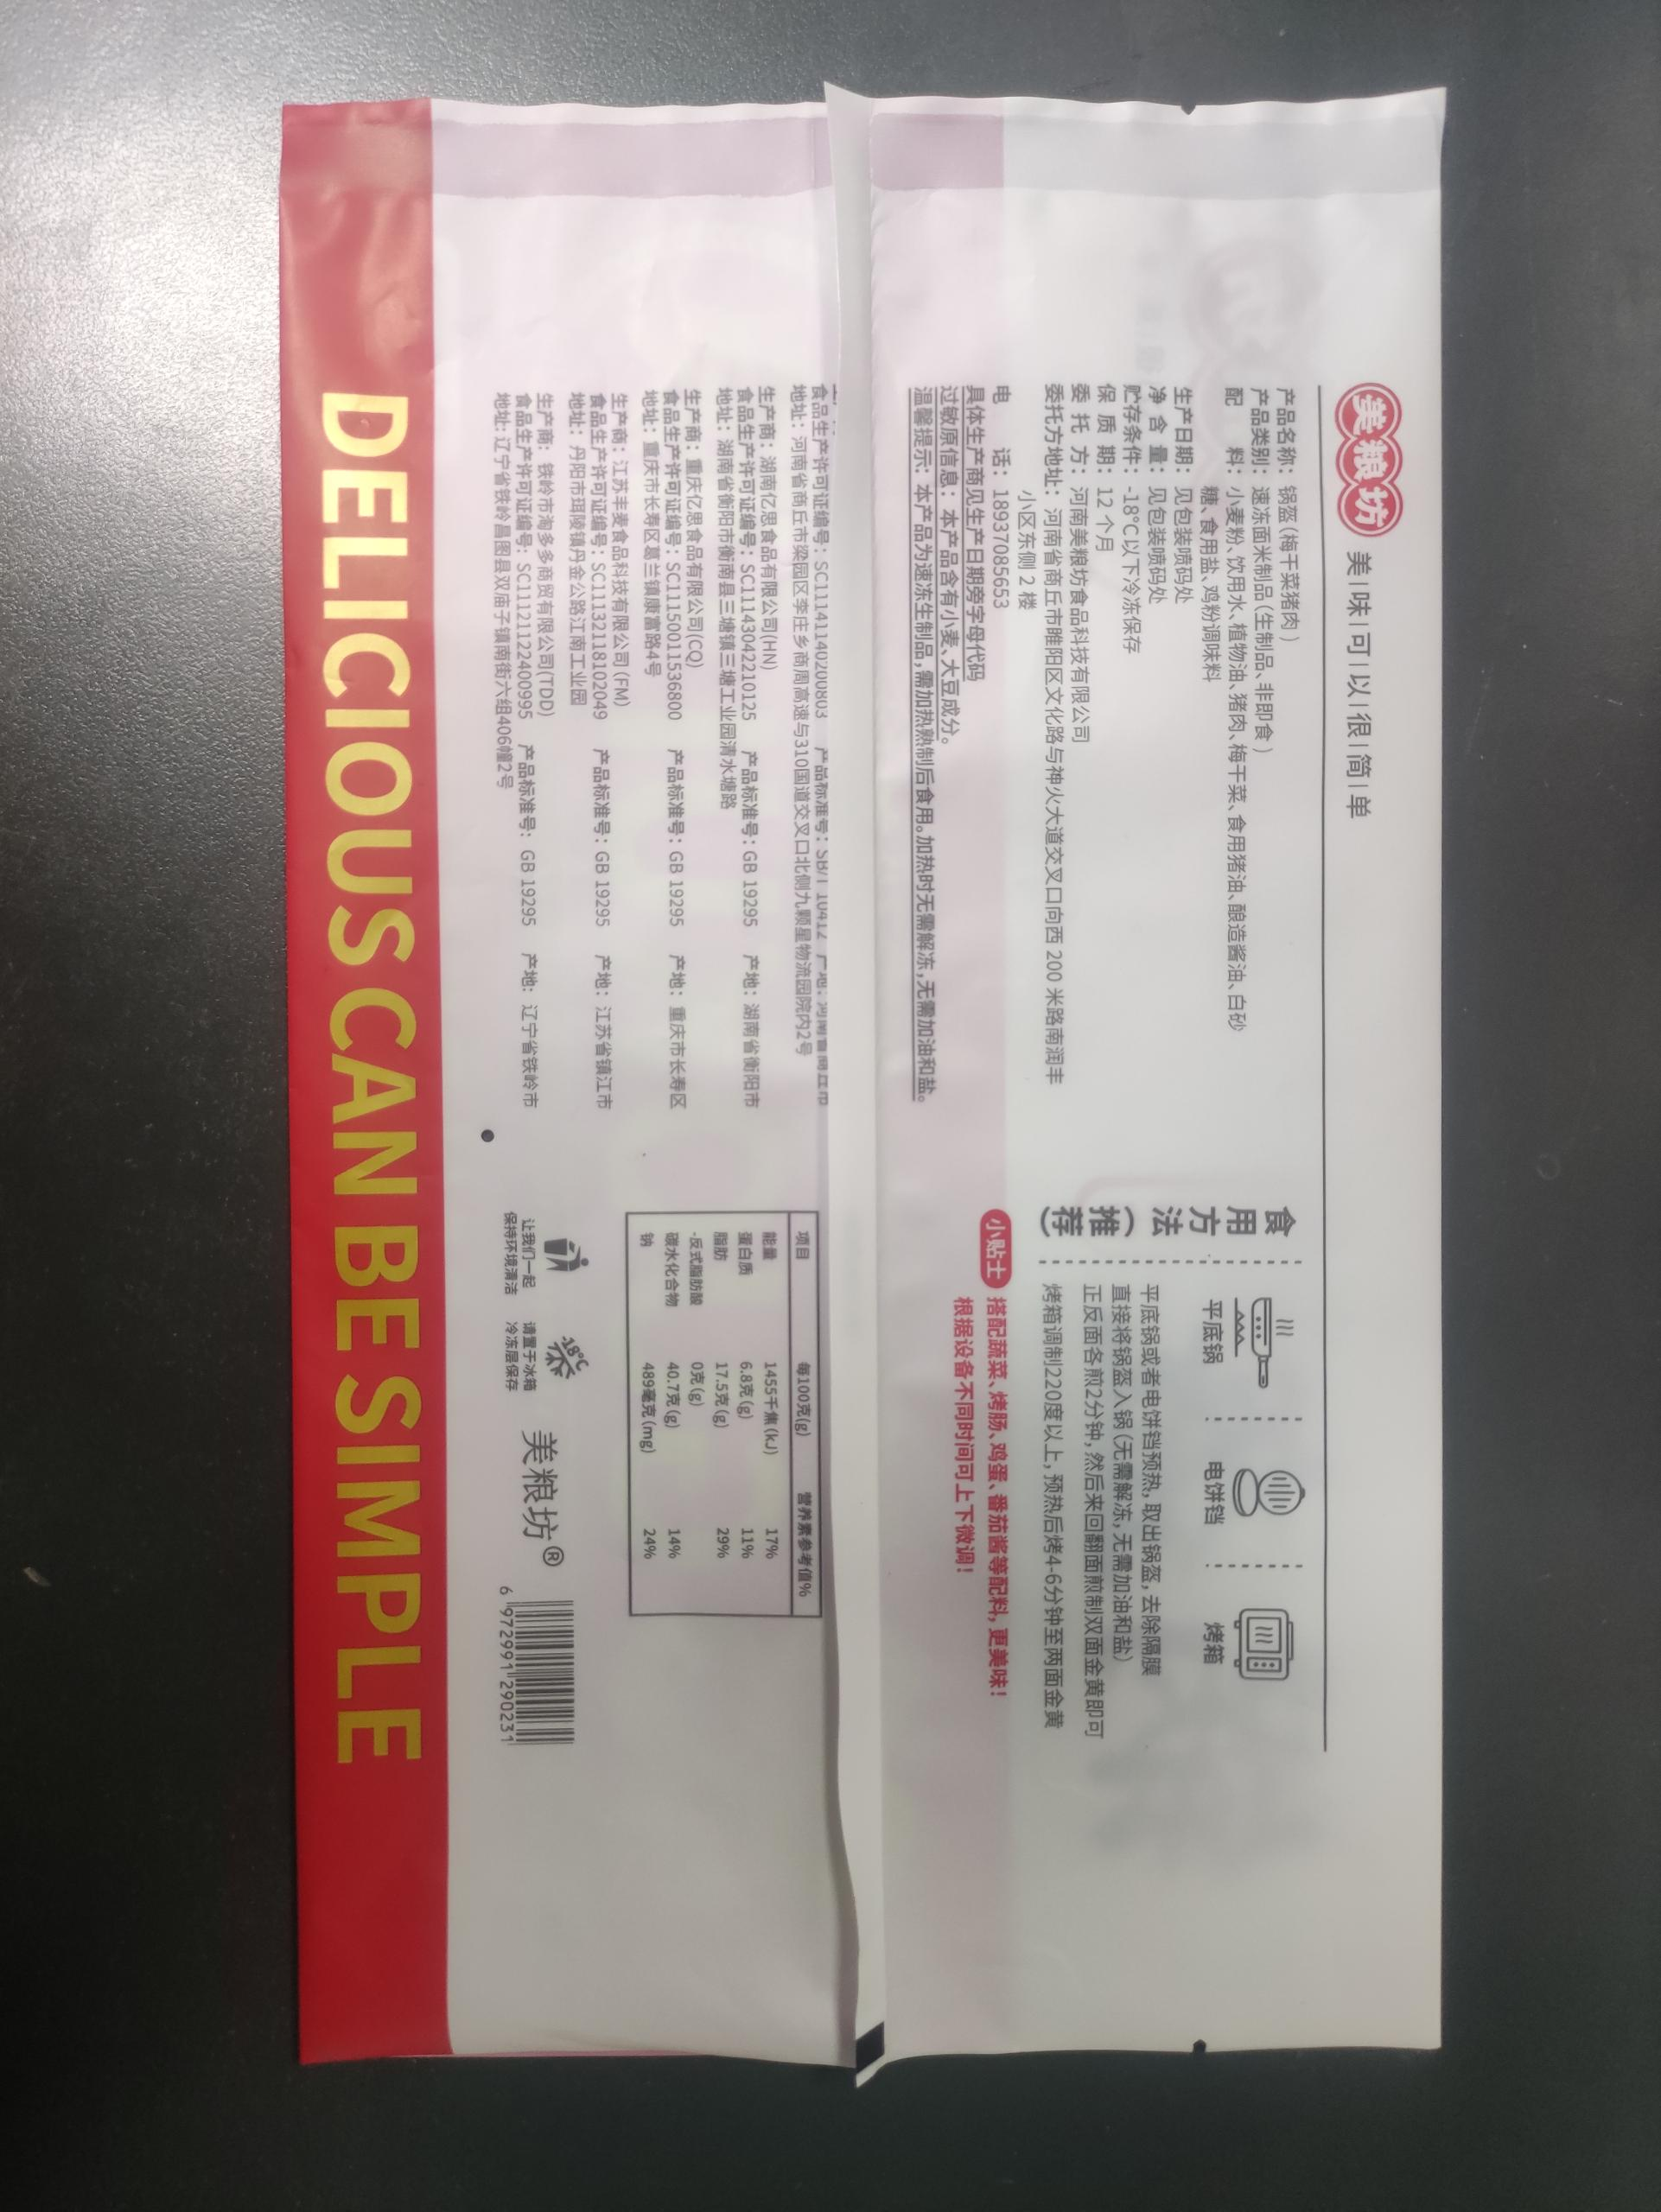 美粮坊 美|味|可|以|很|简|单
产品名称：锅盔(梅干菜猪肉)
产品类别：速冻面米制品(生制品、非即食)
配 料：小麦粉、饮用水、植物油、猪肉、梅干菜、食用猪油、酿造酱油、白砂
糖、食用盐、鸡粉调味料
生产日期：见包装喷码处
净 含 量：见包装喷码处
贮存条件：-18℃以下冷冻保存
保 质 期：12 个月
委 托 方：河南美粮坊食品科技有限公司
委托方地址：河南省商丘市睢阳区文化路与神火大道交叉口向西 200 米路南润丰
小区东侧 2 楼
电 话：18937085653
具体生产商见生产日期旁字母代码
过敏原信息：本产品含有小麦、大豆成分。
温馨提示：本产品为速冻生制品,需加热熟制后食用。加热时无需解冻,无需加油和盐。
食用方法(推荐)
平底锅
电饼铛
烤箱
平底锅或者电饼铛预热,取出锅盔,去除隔膜
直接将锅盔入锅(无需解冻,无需加油和盐)
正反面各煎2分钟,然后来回翻面煎制双面金黄即可
烤箱调制220度以上,预热后烤4-6分钟至两面金黄
小贴士 搭配蔬菜、烤肠、鸡蛋、番茄酱等配料,更美味!
根据设备不同时间可上下微调!
食品生产许可证编号：SC11141140200803 产品标准号：SB/T 10412 产地：河南省商丘市
地址：河南省商丘市梁园区李庄乡商周高速与310国道交叉口北侧九颗星物流园院内2号
生产商：湖南亿思食品有限公司(HN)
食品生产许可证编号：SC11143042210125 产品标准号：GB 19295 产地：湖南省衡阳市
地址：湖南省衡阳市衡南县三塘镇三塘工业园清水塘路
生产商：重庆亿思食品有限公司(CQ)
食品生产许可证编号：SC11150011536800 产品标准号：GB 19295 产地：重庆市长寿区
地址：重庆市长寿区葛兰镇康富路4号
生产商：江苏丰麦食品科技有限公司(FM)
食品生产许可证编号：SC11132118102049 产品标准号：GB 19295 产地：江苏省镇江市
地址：丹阳市珥陵镇丹金公路江南工业园
生产商：铁岭市淘多多商贸有限公司(TDD)
食品生产许可证编号：SC11121122400995 产品标准号：GB 19295 产地：辽宁省铁岭市
地址：辽宁省铁岭昌图县双庙子镇南街六组406幢2号
项目 每100克(g) 营养素参考值%
能量 1455千焦(kJ) 17%
蛋白质 6.8克(g) 11%
脂肪 17.5克(g) 29%
-反式脂肪酸 0克(g)
碳水化合物 40.7克(g) 14%
钠 489毫克(mg) 24%
让我们一起
保持环境清洁
-18℃
请置于冰箱
冷冻层保存
美粮坊®
6 972991 290231
DELICIOUS CAN BE SIMPLE